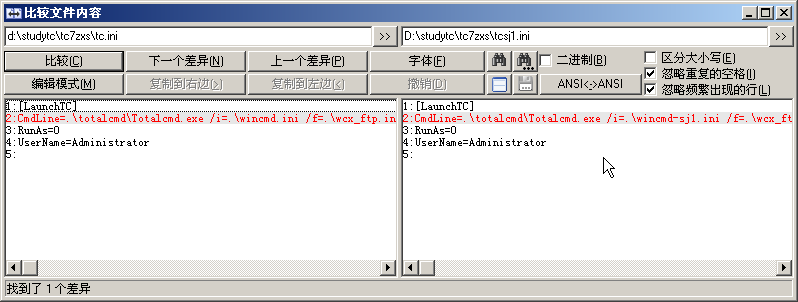 比较文件内容
d:\studytc\tc7zxs\tc.ini >> D:\studytc\tc7zxs\tcsj1.ini >>
比较(C) 下一个差异(N) 上一个差异(P) 字体(F) 二进制(B) 区分大小写(E)
忽略重复的空格(I)
编辑模式(M) 复制到右边(>) 复制到左边(<) 撤销(D) ANSI<->ANSI 忽略频繁出现的行(L)
1:[LaunchTC]
2:CmdLine=.\totalcmd\Totalcmd.exe /i=.\wincmd.ini /f=.\wcx_ftp.in
3:RunAs=0
4:UserName=Administrator
5:
1:[LaunchTC]
2:CmdLine=.\totalcmd\Totalcmd.exe /i=.\wincmd-sj1.ini /f=.\wcx_ft
3:RunAs=0
4:UserName=Administrator
5:
找到了 1 个差异